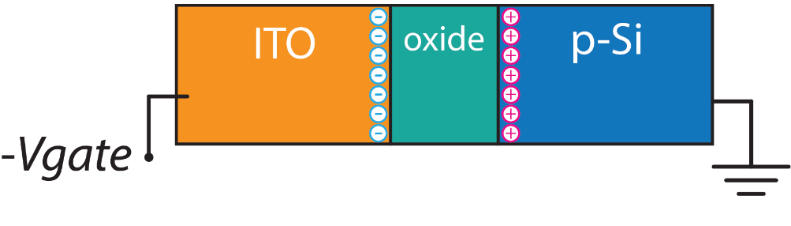 ITO
oxide
p-Si
-Vgate